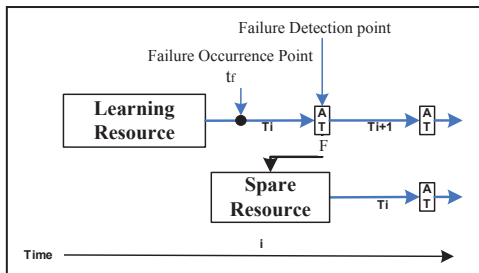 Failure Detection point
Failure Occurrence Point
tf
Learning
Resource
Ti
A
T
Ti+1
A
T
F
Spare
Resource
Ti
A
T
i
Time